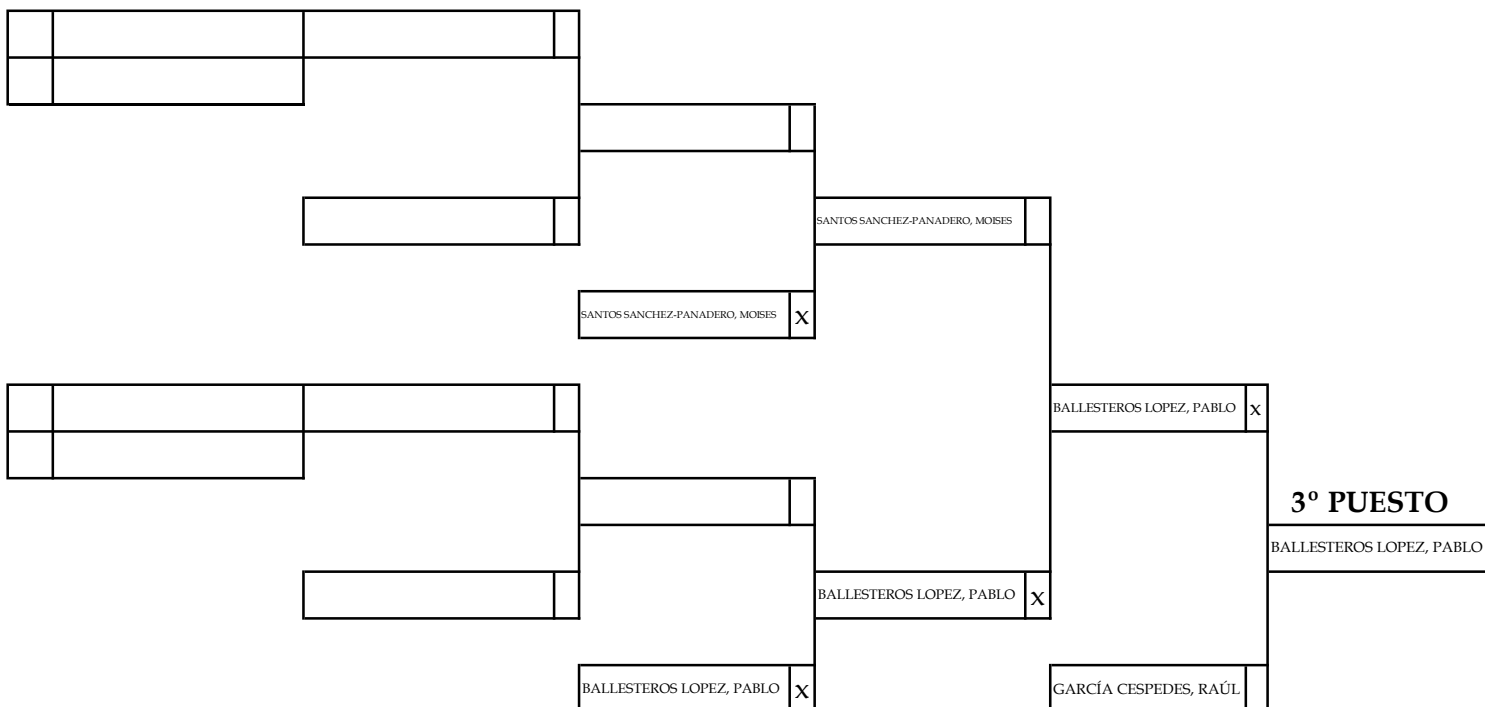 SANTOS SANCHEZ-PANADERO, MOISES
SANTOS SANCHEZ-PANADERO, MOISES
x
BALLESTEROS LOPEZ, PABLO
x
3º PUESTO
BALLESTEROS LOPEZ, PABLO
BALLESTEROS LOPEZ, PABLO
x
BALLESTEROS LOPEZ, PABLO
x
GARCÍA CESPEDES, RAÚL